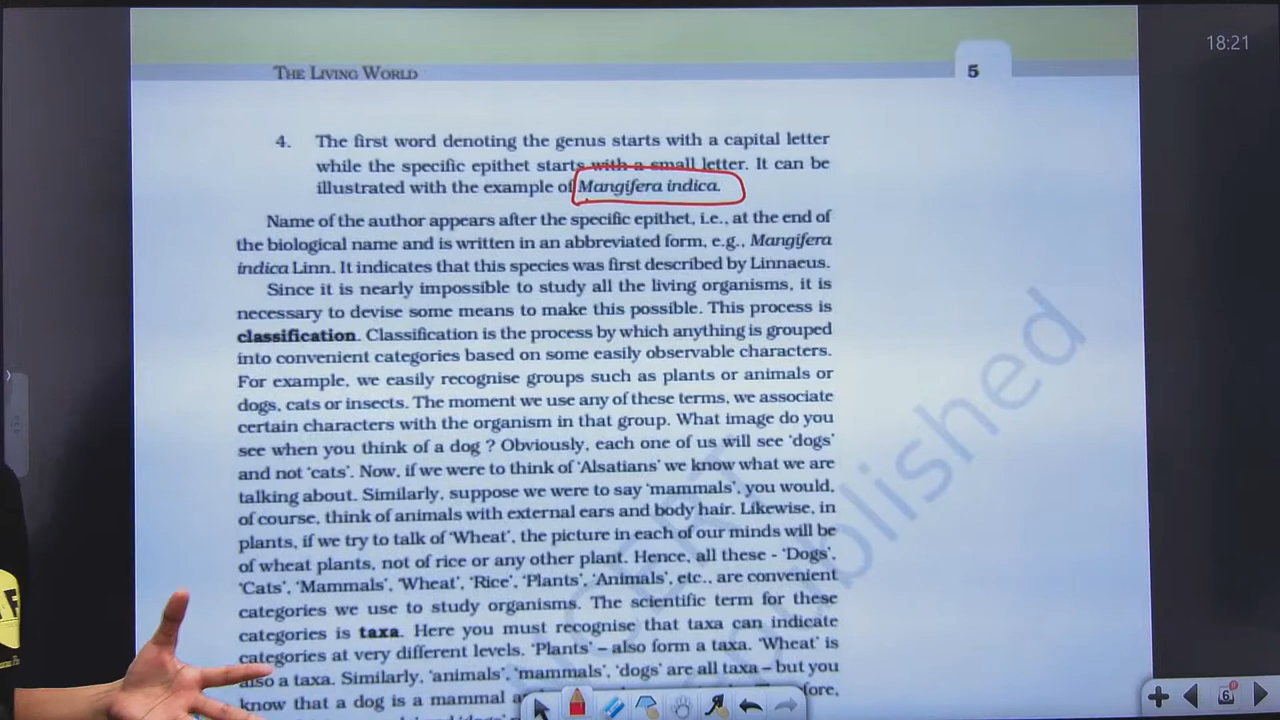 18:21
THE LIVING WORLD
5
4. The first word denoting the genus starts with a capital letter
while the specific epithet starts with a small letter. It can be
illustrated with the example of Mangifera indica.
Name of the author appears after the specific epithet, i.e., at the end of
the biological name and is written in an abbreviated form, e.g., Mangifera
indica Linn. It indicates that this species was first described by Linnaeus.
Since it is nearly impossible to study all the living organisms, it is
necessary to devise some means to make this possible. This process is
classification. Classification is the process by which anything is grouped
into convenient categories based on some easily observable characters.
For example, we easily recognise groups such as plants or animals or
dogs, cats or insects. The moment we use any of these terms, we associate
certain characters with the organism in that group. What image do you
see when you think of a dog ? Obviously, each one of us will see 'dogs'
and not 'cats'. Now, if we were to think of 'Alsatians' we know what we are
talking about. Similarly, suppose we were to say 'mammals', you would,
of course, think of animals with external ears and body hair. Likewise, in
plants, if we try to talk of 'Wheat', the picture in each of our minds will be
of wheat plants, not of rice or any other plant. Hence, all these - 'Dogs',
'Cats', 'Mammals', 'Wheat', 'Rice', 'Plants', 'Animals', etc., are convenient
categories we use to study organisms. The scientific term for these
categories is taxa. Here you must recognise that taxa can indicate
categories at very different levels. 'Plants' – also form a taxa. 'Wheat' is
also a taxa. Similarly, 'animals', 'mammals', 'dogs' are all taxa – but you
know that a dog is a mammal
published
6